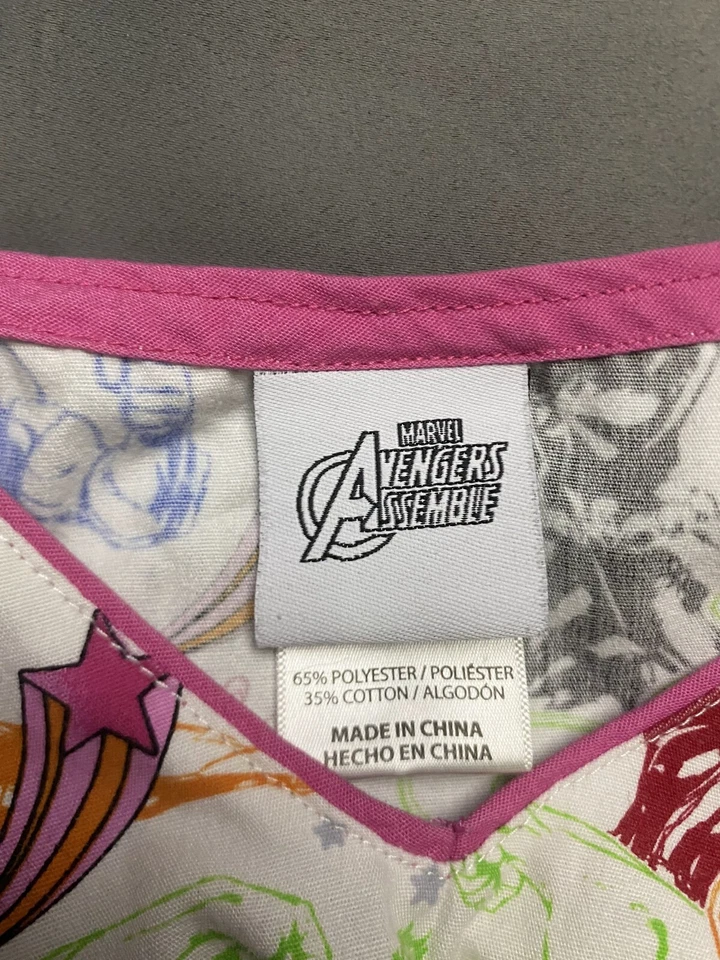 MARVEL
AVENGERS
ASSEMBLE
65% POLYESTER / POLIÉSTER
35% COTTON / ALGODÓN
MADE IN CHINA
HECHO EN CHINA